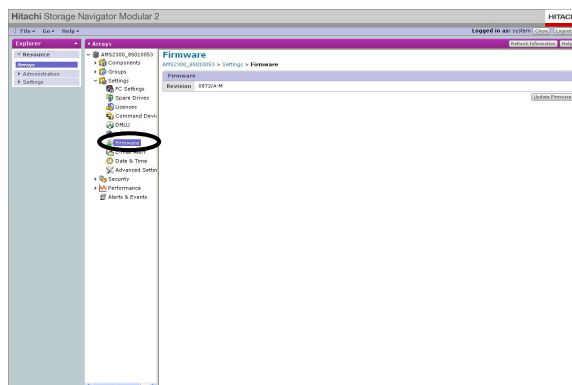 Hitachi Storage Navigator Modular 2
HITACHI
File Go Help
Logged in as: system Close Logout
Explorer
Resource
Arrays
Administration
Settings
Arrays
Refresh Information Help
AMS2300_85010053
Components
Groups
Settings
FC Settings
Spare Drives
Licenses
Command Devic
DMLU
Firmware
E-mail Alert
Date & Time
Advanced Settin
Security
Performance
Alerts & Events
Firmware
AMS2300_85010053 > Settings > Firmware
Firmware
Revision 0872/A-M
Update Firmware